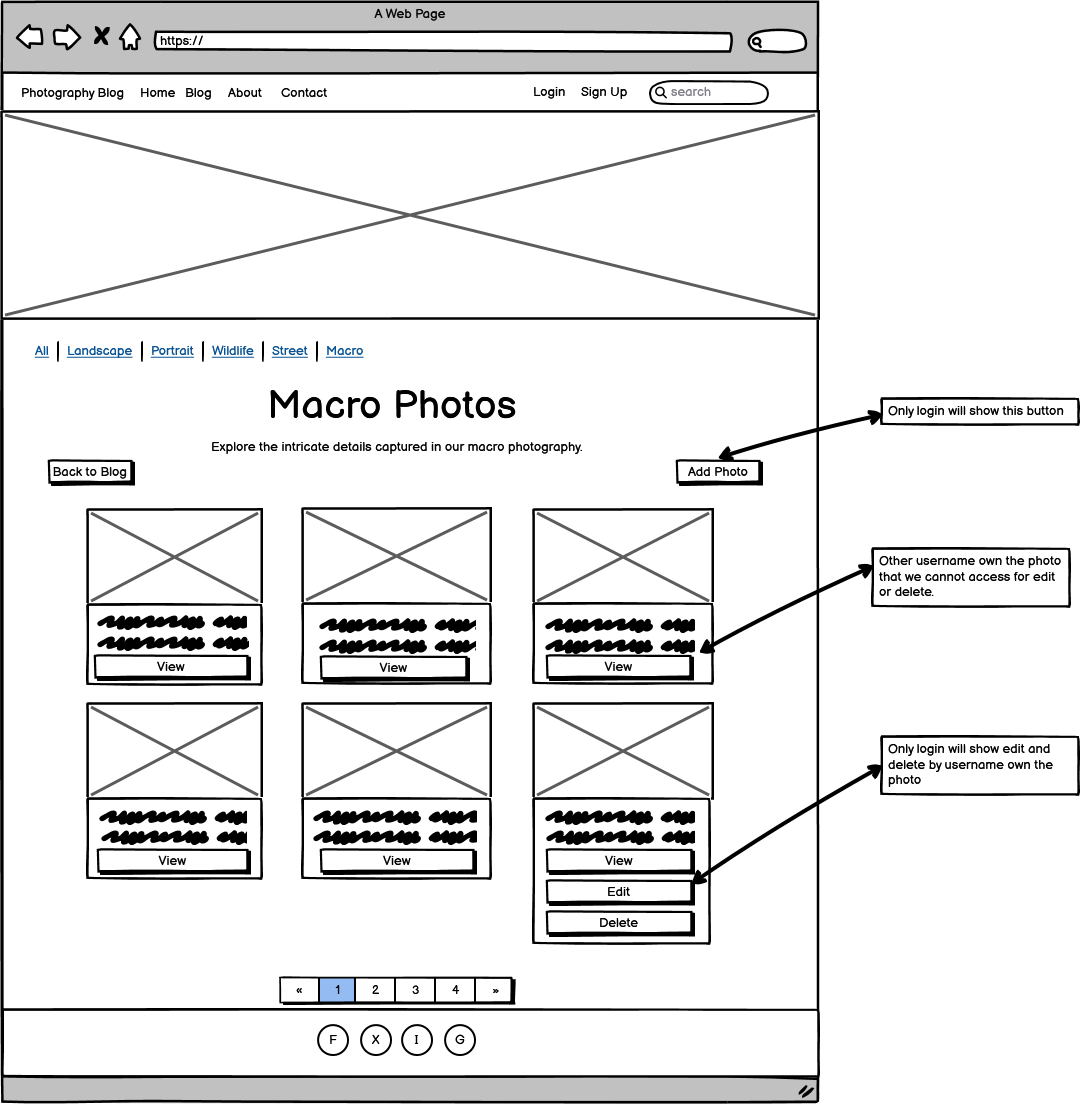 A Web Page
https://
Photography Blog Home Blog About Contact Login Sign Up search
All Landscape Portrait Wildlife Street Macro
Macro Photos
Only login will show this button
Explore the intricate details captured in our macro photography.
Back to Blog Add Photo
Other username own the photo
that we cannot access for edit
or delete.
View View View
Only login will show edit and
delete by username own the
photo
View View View
Edit
Delete
« 1 2 3 4 »
F X I G